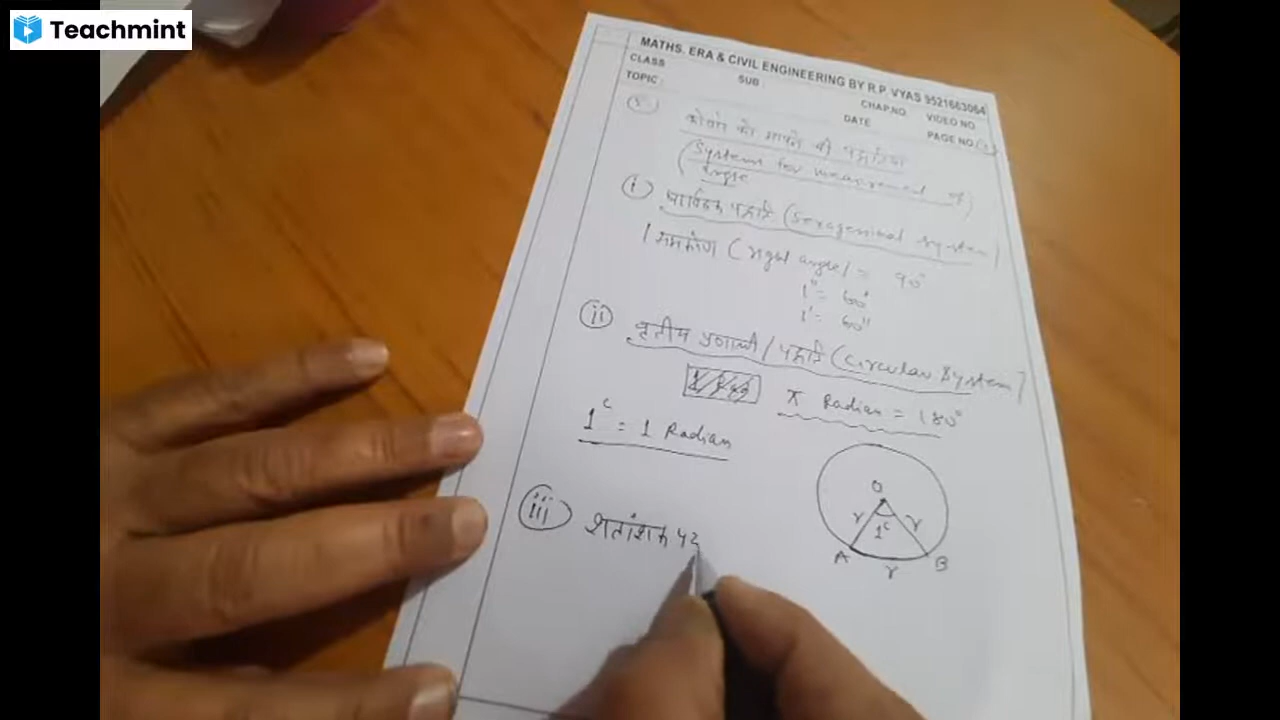 Teachmint
MATHS. ERA & CIVIL ENGINEERING BY R.P. VYAS 9521663064
CLASS SUB CHAP.NO. VIDEO NO.
TOPIC: DATE PAGE NO.
कोणों को मापने की पद्धतियां
(System for measurement of
Angle)
(i) षाष्टिक पद्धति (Sexagesimal System)
1 समकोण (right angle) = 90°
1° = 60'
1' = 60"
(ii) वृत्तीय प्रणाली / पद्धति (Circular System)
π Radian = 180°
1ᶜ = 1 Radian
O
r r
1ᶜ
A B
r
(iii) शतांशक पद